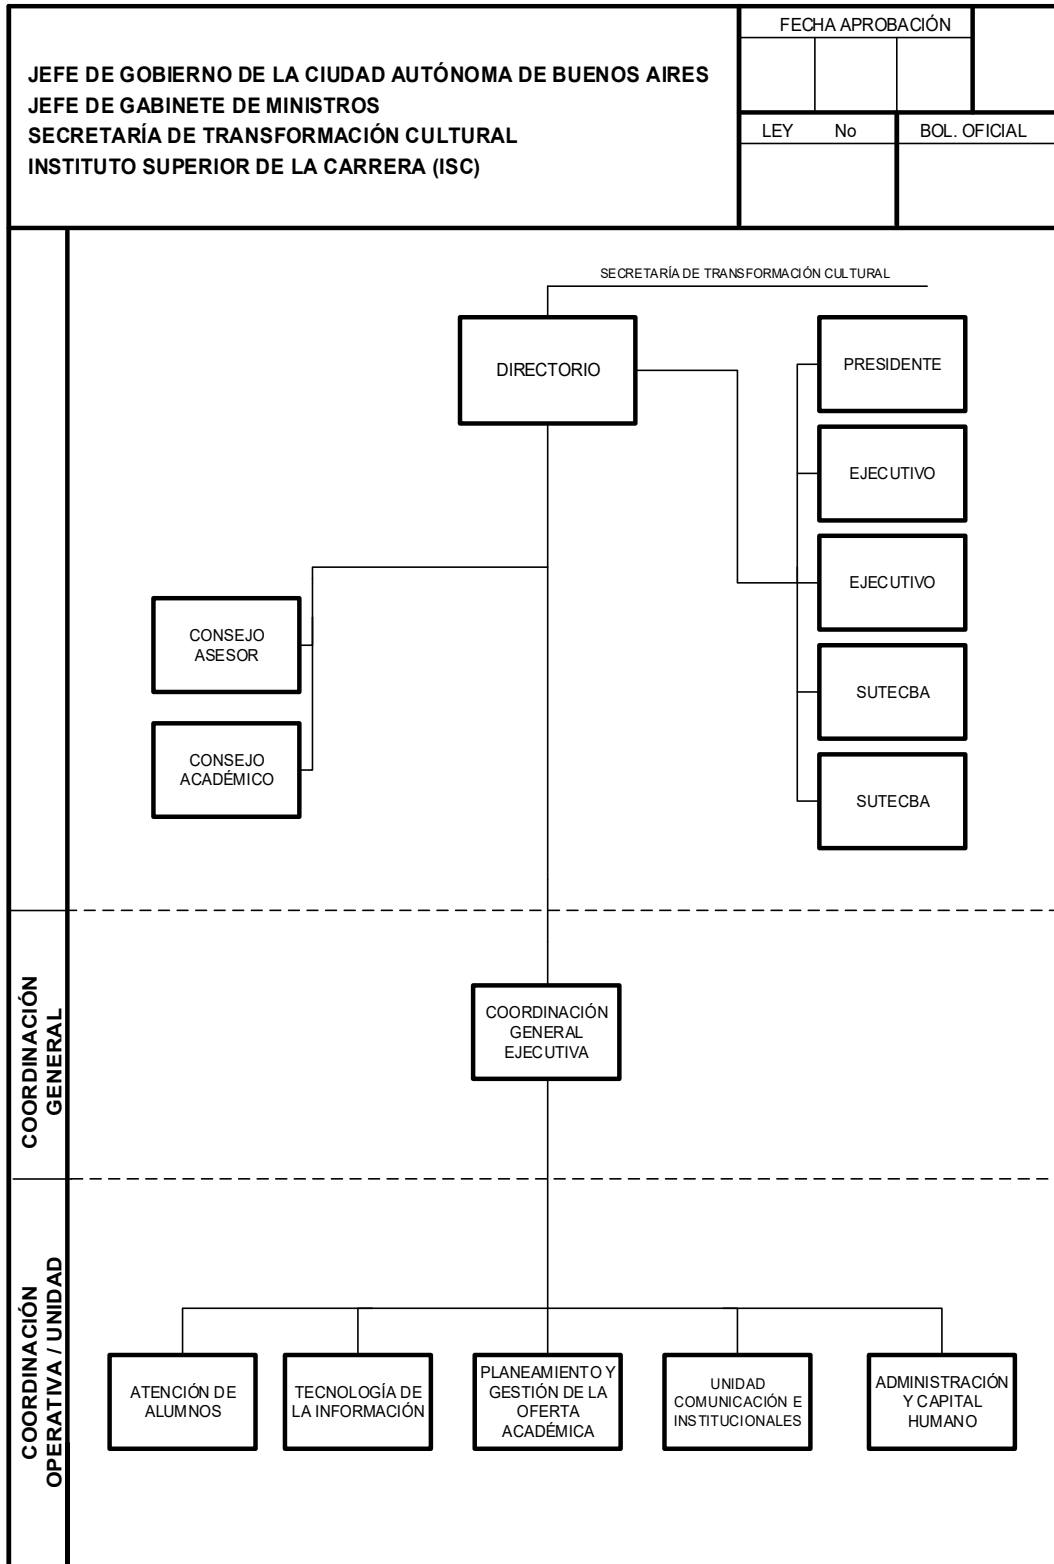 JEFE DE GOBIERNO DE LA CIUDAD AUTÓNOMA DE BUENOS AIRES
JEFE DE GABINETE DE MINISTROS
SECRETARÍA DE TRANSFORMACIÓN CULTURAL
INSTITUTO SUPERIOR DE LA CARRERA (ISC)
FECHA APROBACIÓN
LEY No
BOL. OFICIAL
SECRETARÍA DE TRANSFORMACIÓN CULTURAL
DIRECTORIO
PRESIDENTE
EJECUTIVO
EJECUTIVO
SUTECBA
SUTECBA
CONSEJO
ASESOR
CONSEJO
ACADÉMICO
COORDINACIÓN
GENERAL
COORDINACIÓN
GENERAL
EJECUTIVA
COORDINACIÓN
OPERATIVA / UNIDAD
ATENCIÓN DE
ALUMNOS
TECNOLOGÍA DE
LA INFORMACIÓN
PLANEAMIENTO Y
GESTIÓN DE LA
OFERTA
ACADÉMICA
UNIDAD
COMUNICACIÓN E
INSTITUCIONALES
ADMINISTRACIÓN
Y CAPITAL
HUMANO